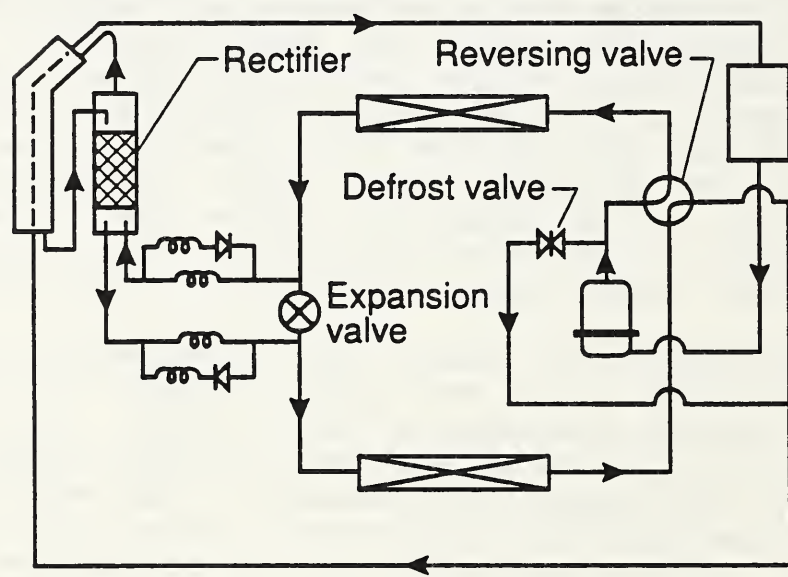 Rectifier
Reversing valve
Defrost valve
Expansion
valve